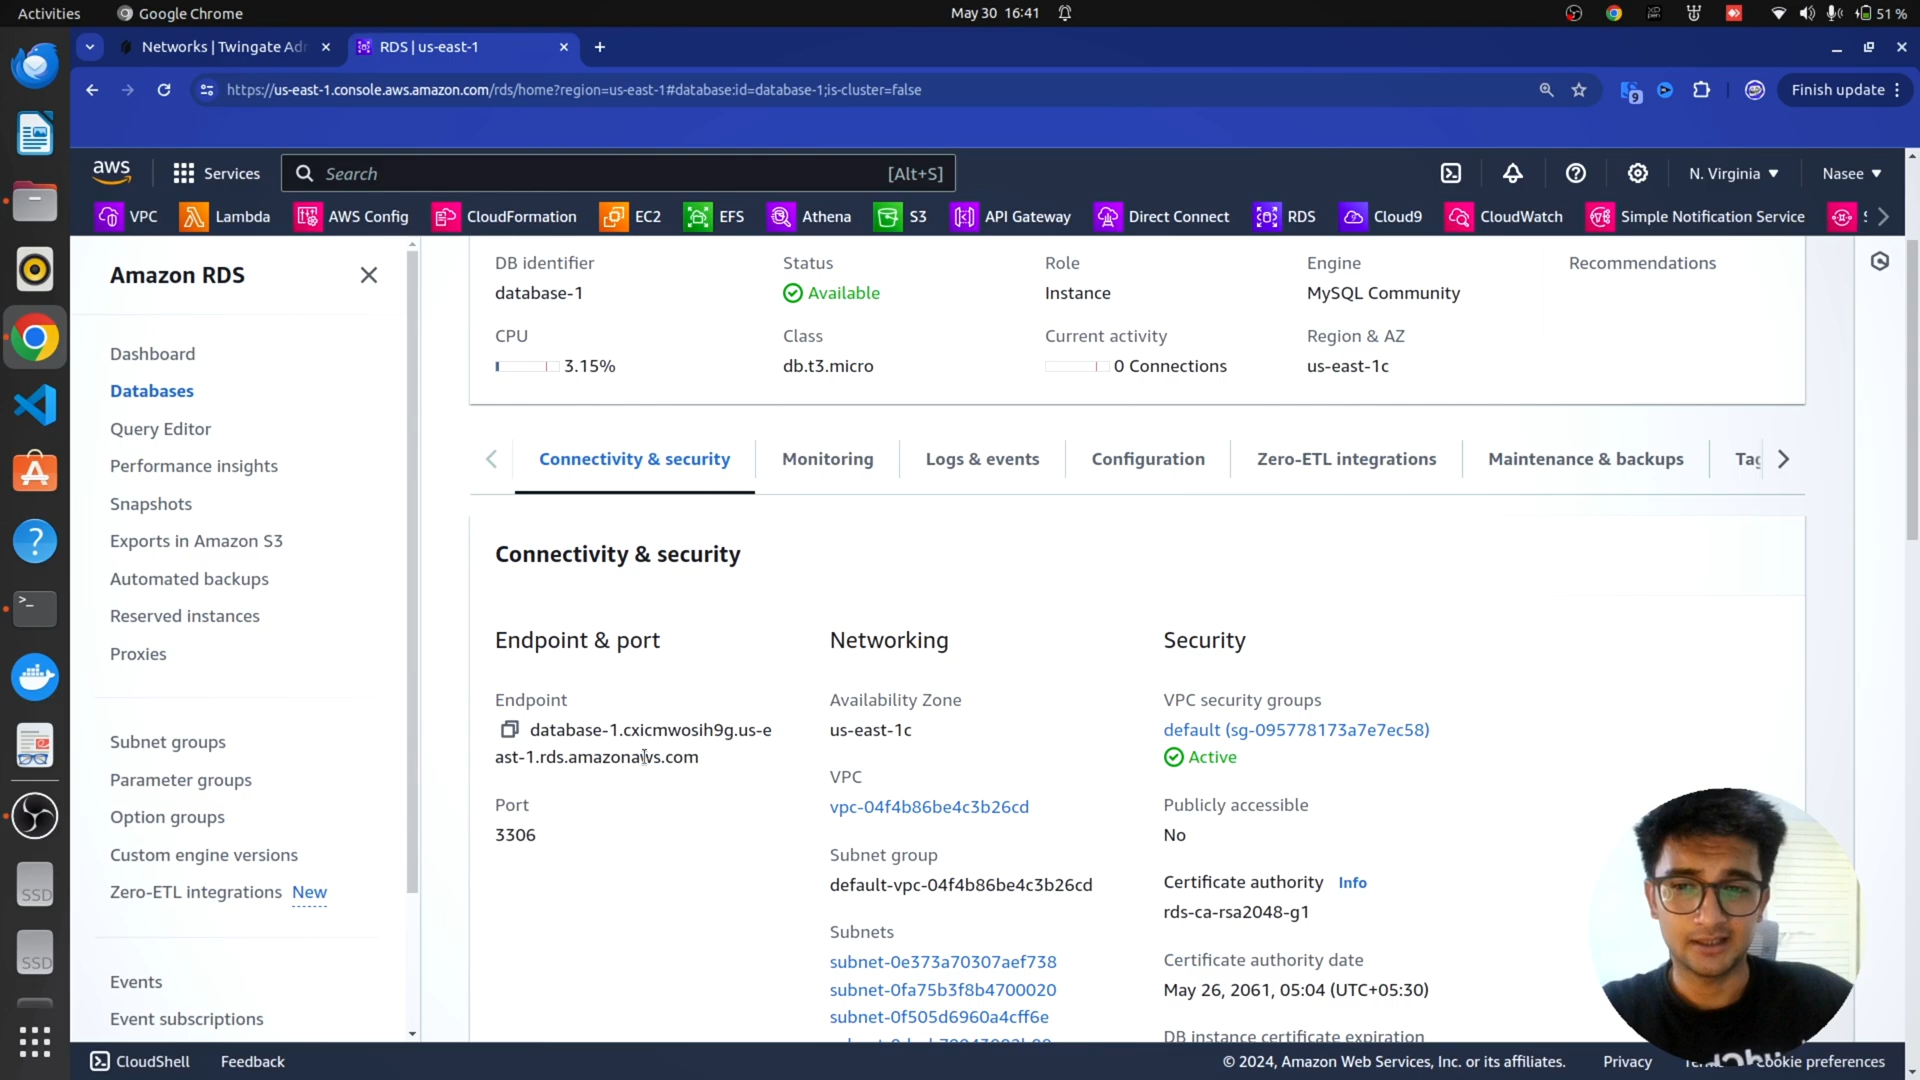 Activities
Google Chrome
May 30 16:41
51 %
Networks | Twingate Ad
RDS | us-east-1
https://us-east-1.console.aws.amazon.com/rds/home?region=us-east-1#database:id=database-1;is-cluster=false
9
Finish update
aws
Services
Search
[Alt+S]
N. Virginia
Nasee
VPC
Lambda
AWS Config
CloudFormation
EC2
EFS
Athena
S3
API Gateway
Direct Connect
RDS
Cloud9
CloudWatch
Simple Notification Service
Amazon RDS
Dashboard
Databases
Query Editor
Performance insights
Snapshots
Exports in Amazon S3
Automated backups
Reserved instances
Proxies
Subnet groups
Parameter groups
Option groups
Custom engine versions
Zero-ETL integrations New
Events
Event subscriptions
DB identifier
database-1
Status
Available
Role
Instance
Engine
MySQL Community
Recommendations
CPU
3.15%
Class
db.t3.micro
Current activity
0 Connections
Region & AZ
us-east-1c
Connectivity & security
Monitoring
Logs & events
Configuration
Zero-ETL integrations
Maintenance & backups
Tag
Connectivity & security
Endpoint & port
Endpoint
database-1.cxicmwosih9g.us-e
ast-1.rds.amazonaws.com
Port
3306
Networking
Availability Zone
us-east-1c
VPC
vpc-04f4b86be4c3b26cd
Subnet group
default-vpc-04f4b86be4c3b26cd
Subnets
subnet-0e373a70307aef738
subnet-0fa75b3f8b4700020
subnet-0f505d6960a4cff6e
Security
VPC security groups
default (sg-095778173a7e7ec58)
Active
Publicly accessible
No
Certificate authority Info
rds-ca-rsa2048-g1
Certificate authority date
May 26, 2061, 05:04 (UTC+05:30)
DB instance certificate expiration
SSD
SSD
CloudShell
Feedback
© 2024, Amazon Web Services, Inc. or its affiliates.
Privacy
Cookie preferences